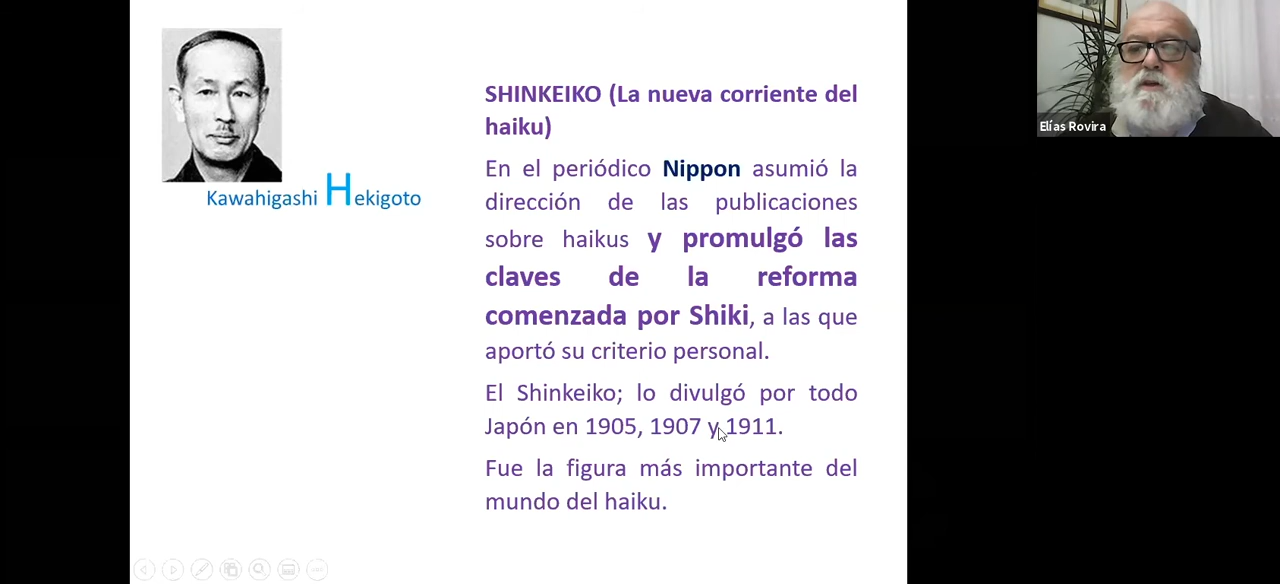 Kawahigashi Hekigoto
SHINKEIKO (La nueva corriente del
haiku)
En el periódico Nippon asumió la
dirección de las publicaciones
sobre haikus y promulgó las
claves de la reforma
comenzada por Shiki, a las que
aportó su criterio personal.
El Shinkeiko; lo divulgó por todo
Japón en 1905, 1907 y 1911.
Fue la figura más importante del
mundo del haiku.
Elías Rovira